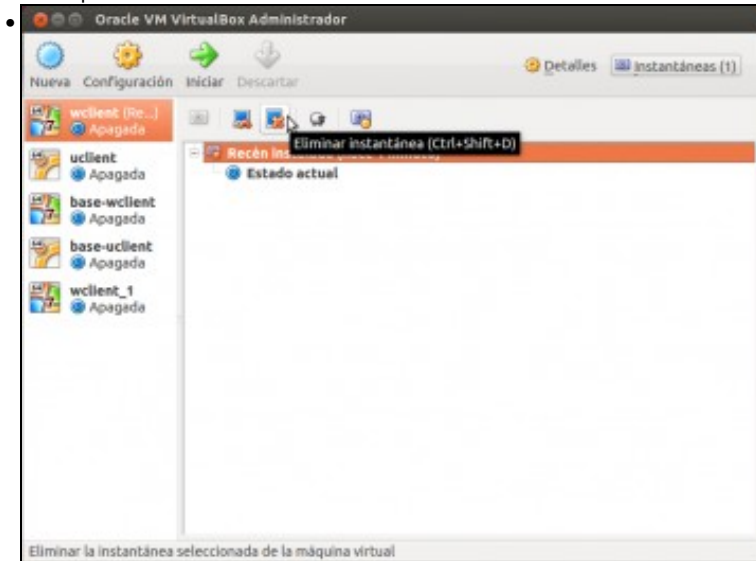 Oracle VM VirtualBox Administrador
Nueva Configuración Iniciar Descartar
Detalles Instantáneas (1)
wclient (Re...)
Apagada
uclient
Apagada
base-wclient
Apagada
base-uclient
Apagada
wclient_1
Apagada
Eliminar instantánea (Ctrl+Shift+D)
Recén
Estado actual
Eliminar la instantánea seleccionada de la máquina virtual